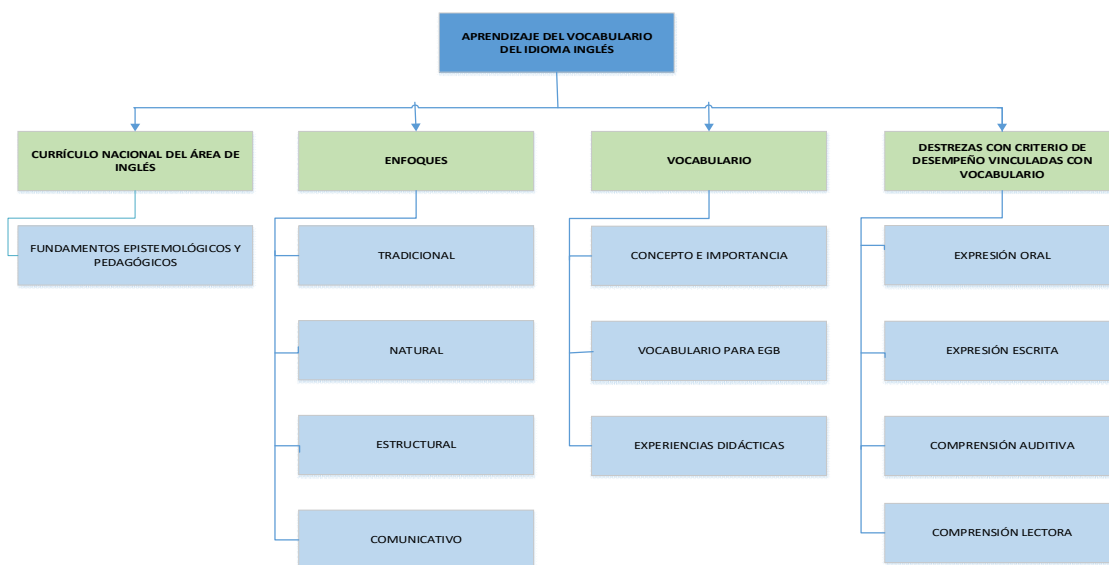 APRENDIZAJE DEL VOCABULARIO
DEL IDIOMA INGLÉS
CURRÍCULO NACIONAL DEL ÁREA DE
INGLÉS
FUNDAMENTOS EPISTEMOLÓGICOS Y
PEDAGÓGICOS
ENFOQUES
TRADICIONAL
NATURAL
ESTRUCTURAL
COMUNICATIVO
VOCABULARIO
CONCEPTO E IMPORTANCIA
VOCABULARIO PARA EGB
EXPERIENCIAS DIDÁCTICAS
DESTREZAS CON CRITERIO DE
DESEMPEÑO VINCULADAS CON
VOCABULARIO
EXPRESIÓN ORAL
EXPRESIÓN ESCRITA
COMPRENSIÓN AUDITIVA
COMPRENSIÓN LECTORA